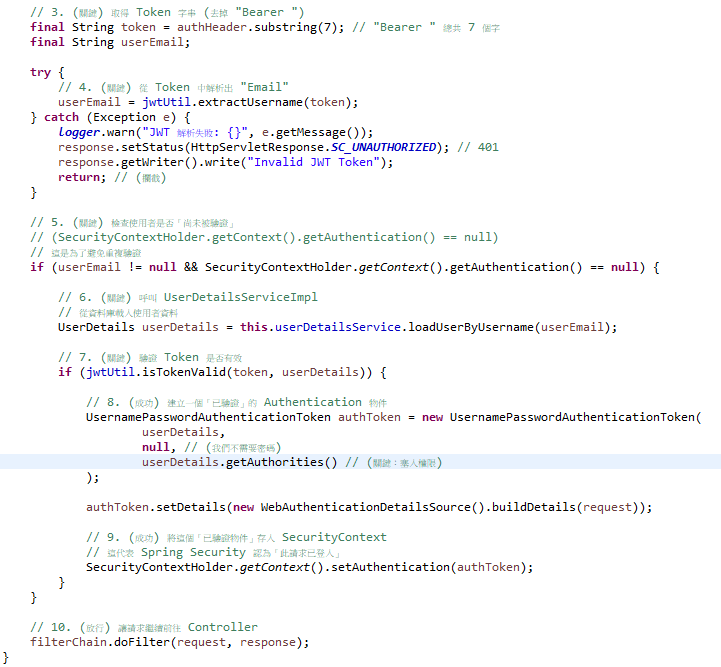 // 3. (關鍵) 取得 Token 字串 (去掉 "Bearer ")
final String token = authHeader.substring(7); // "Bearer " 總共 7 個字
final String userEmail;
try {
// 4. (關鍵) 從 Token 中解析出 "Email"
userEmail = jwtUtil.extractUsername(token);
} catch (Exception e) {
logger.warn("JWT 解析失敗: {}", e.getMessage());
response.setStatus(HttpServletResponse.SC_UNAUTHORIZED); // 401
response.getWriter().write("Invalid JWT Token");
return; // (攔截)
}
// 5. (關鍵) 檢查使用者是否「尚未被驗證」
// (SecurityContextHolder.getContext().getAuthentication() == null)
// 這是為了避免重複驗證
if (userEmail != null && SecurityContextHolder.getContext().getAuthentication() == null) {
// 6. (關鍵) 呼叫 UserDetailsServiceImpl
// 從資料庫載入使用者資料
UserDetails userDetails = this.userDetailsService.loadUserByUsername(userEmail);
// 7. (關鍵) 驗證 Token 是否有效
if (jwtUtil.isTokenValid(token, userDetails)) {
// 8. (成功) 建立一個「已驗證」的 Authentication 物件
UsernamePasswordAuthenticationToken authToken = new UsernamePasswordAuthenticationToken(
userDetails,
null, // (我們不需要密碼)
userDetails.getAuthorities() // (關鍵：塞入權限)
);
authToken.setDetails(new WebAuthenticationDetailsSource().buildDetails(request));
// 9. (成功) 將這個「已驗證物件」存入 SecurityContext
// 這代表 Spring Security 認為「此請求已登入」
SecurityContextHolder.getContext().setAuthentication(authToken);
}
}
// 10. (放行) 讓請求繼續前往 Controller
filterChain.doFilter(request, response);
}